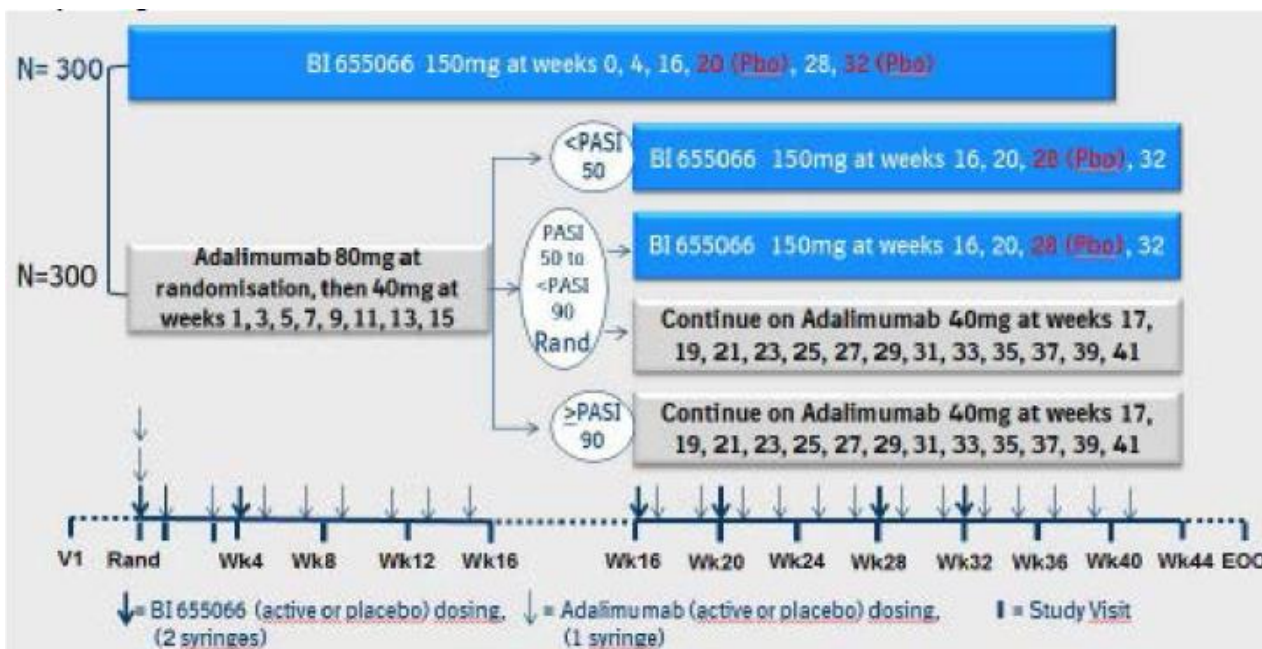 N= 300
BI 655066 150mg at weeks 0, 4, 16, 20 (Pbo), 28, 32 (Pbo)
<PASI
50
BI 655066 150mg at weeks 16, 20, 28 (Pbo), 32
N=300
Adalimumab 80mg at
randomisation, then 40mg at
weeks 1, 3, 5, 7, 9, 11, 13, 15
PASI
50 to
<PASI
90
Rand
BI 655066 150mg at weeks 16, 20, 28 (Pbo), 32
Continue on Adalimumab 40mg at weeks 17,
19, 21, 23, 25, 27, 29, 31, 33, 35, 37, 39, 41
≥PASI
90
Continue on Adalimumab 40mg at weeks 17,
19, 21, 23, 25, 27, 29, 31, 33, 35, 37, 39, 41
V1 Rand Wk4 Wk8 Wk12 Wk16 Wk16 Wk20 Wk24 Wk28 Wk32 Wk36 Wk40 Wk44 EOO
= BI 655066 (active or placebo) dosing, = Adalimumab (active or placebo) dosing, = Study Visit
(2 syringes) (1 syringe)